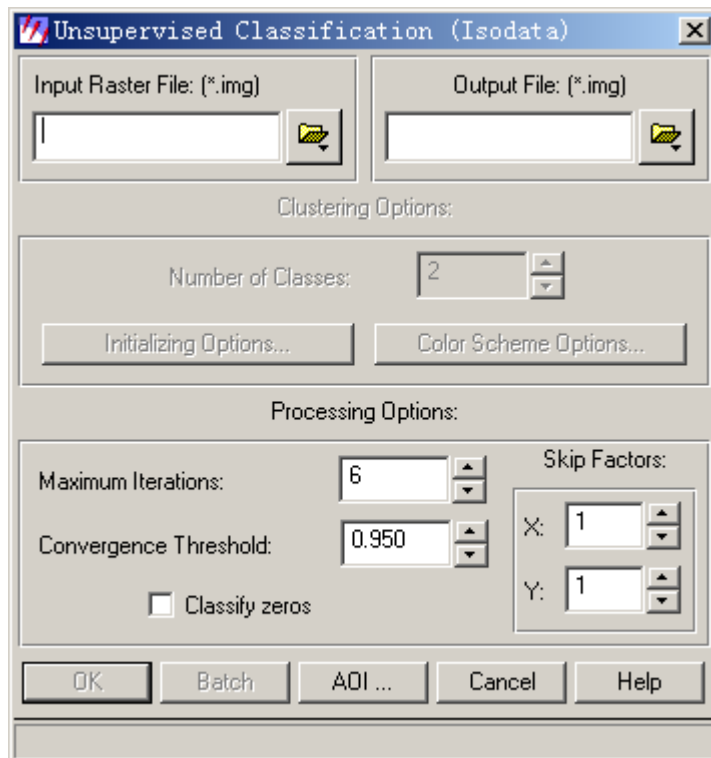 Unsupervised Classification (Isodata)
Input Raster File: (*.img)
Output File: (*.img)
Clustering Options:
Number of Classes: 2
Initializing Options... Color Scheme Options...
Processing Options:
Maximum Iterations: 6
Skip Factors:
Convergence Threshold: 0.950
X: 1
Y: 1
Classify zeros
OK Batch AOI ... Cancel Help